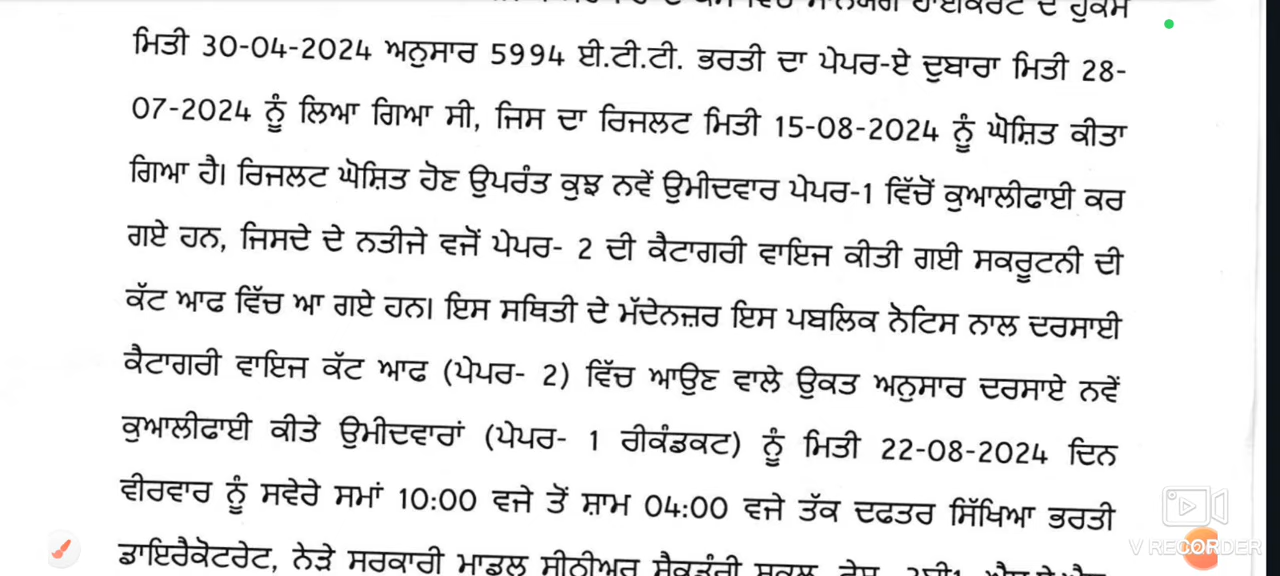 ਹਾਈਕੋਰਟ ਦੇ ਹੁਕਮ
ਮਿਤੀ 30-04-2024 ਅਨੁਸਾਰ 5994 ਈ.ਟੀ.ਟੀ. ਭਰਤੀ ਦਾ ਪੇਪਰ-ਏ ਦੁਬਾਰਾ ਮਿਤੀ 28-
07-2024 ਨੂੰ ਲਿਆ ਗਿਆ ਸੀ, ਜਿਸ ਦਾ ਰਿਜਲਟ ਮਿਤੀ 15-08-2024 ਨੂੰ ਘੋਸ਼ਿਤ ਕੀਤਾ
ਗਿਆ ਹੈ। ਰਿਜਲਟ ਘੋਸ਼ਿਤ ਹੋਣ ਉਪਰੰਤ ਕੁਝ ਨਵੇਂ ਉਮੀਦਵਾਰ ਪੇਪਰ-1 ਵਿੱਚੋਂ ਕੁਆਲੀਫਾਈ ਕਰ
ਗਏ ਹਨ, ਜਿਸਦੇ ਦੇ ਨਤੀਜੇ ਵਜੋਂ ਪੇਪਰ- 2 ਦੀ ਕੈਟਾਗਰੀ ਵਾਇਜ ਕੀਤੀ ਗਈ ਸਕਰੂਟਨੀ ਦੀ
ਕੱਟ ਆਫ ਵਿੱਚ ਆ ਗਏ ਹਨ। ਇਸ ਸਥਿਤੀ ਦੇ ਮੱਦੇਨਜ਼ਰ ਇਸ ਪਬਲਿਕ ਨੋਟਿਸ ਨਾਲ ਦਰਸਾਈ
ਕੈਟਾਗਰੀ ਵਾਇਜ ਕੱਟ ਆਫ (ਪੇਪਰ- 2) ਵਿੱਚ ਆਉਣ ਵਾਲੇ ਉਕਤ ਅਨੁਸਾਰ ਦਰਸਾਏ ਨਵੇਂ
ਕੁਆਲੀਫਾਈ ਕੀਤੇ ਉਮੀਦਵਾਰਾਂ (ਪੇਪਰ- 1 ਰੀਕੰਡਕਟ) ਨੂੰ ਮਿਤੀ 22-08-2024 ਦਿਨ
ਵੀਰਵਾਰ ਨੂੰ ਸਵੇਰੇ ਸਮਾਂ 10:00 ਵਜੇ ਤੋਂ ਸ਼ਾਮ 04:00 ਵਜੇ ਤੱਕ ਦਫਤਰ ਸਿੱਖਿਆ ਭਰਤੀ
ਡਾਇਰੈਕੋਟਰੇਟ, ਨੇੜੇ ਸਰਕਾਰੀ ਮਾਡਲ ਸੀਨੀਅਰ ਸੈਕੰਡਰੀ ਸਕੂਲ, ਫੇਸ
V RECORDER